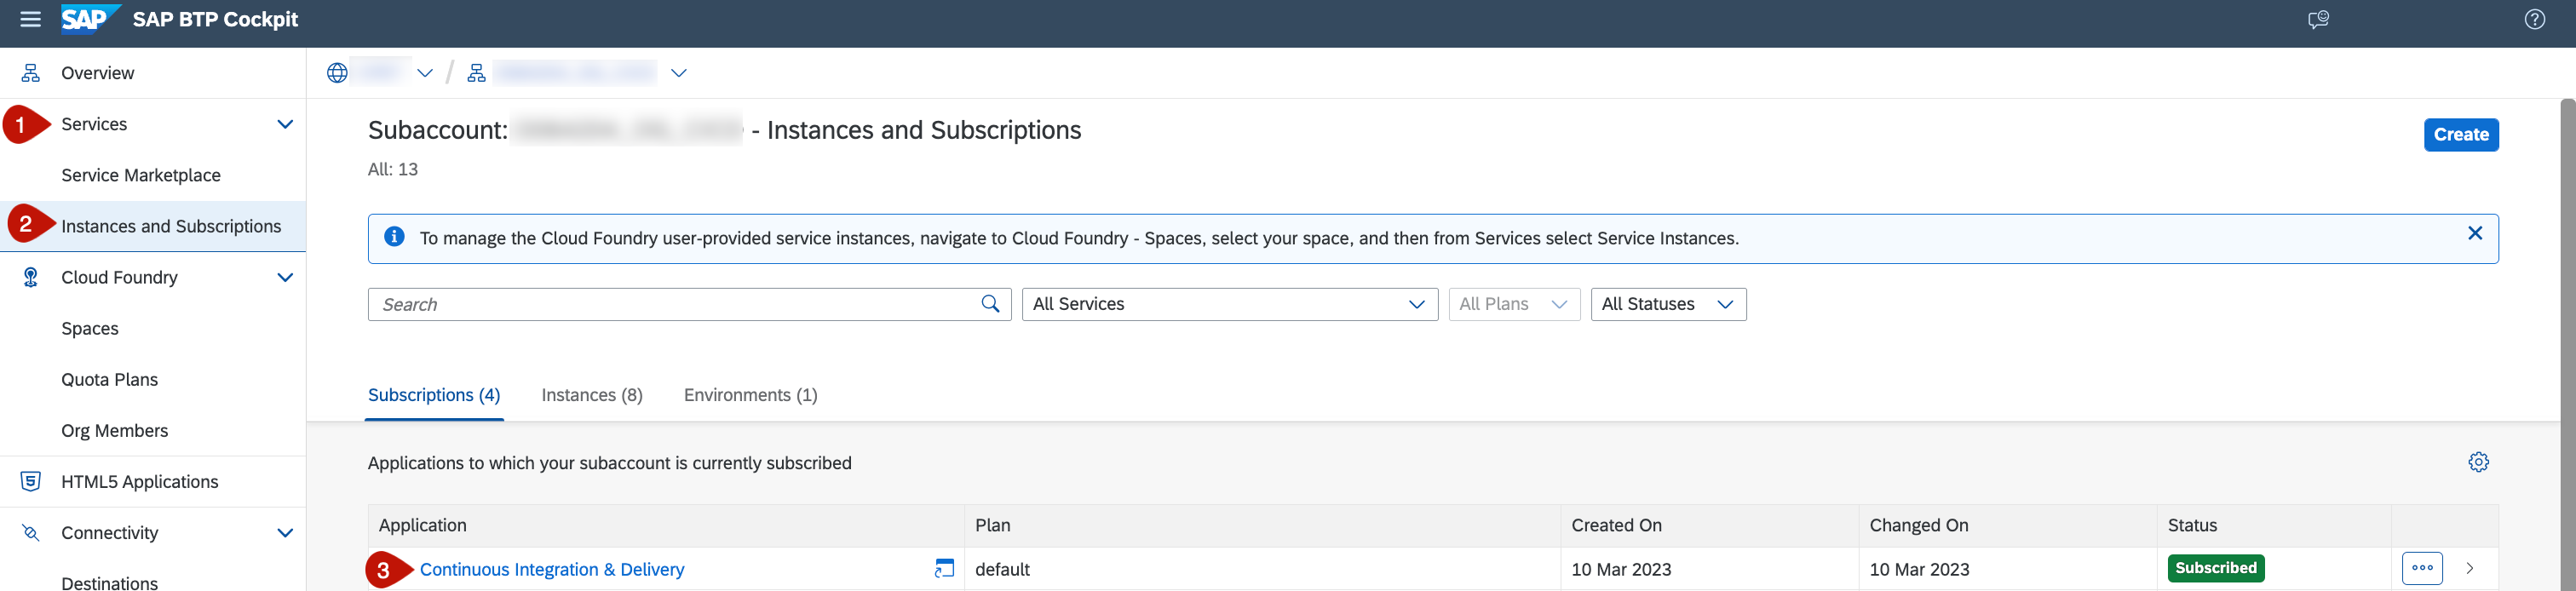 SAP SAP BTP Cockpit
Overview
1 Services
Service Marketplace
2 Instances and Subscriptions
Cloud Foundry
Spaces
Quota Plans
Org Members
HTML5 Applications
Connectivity
Destinations
/
Subaccount: - Instances and Subscriptions
Create
All: 13
To manage the Cloud Foundry user-provided service instances, navigate to Cloud Foundry - Spaces, select your space, and then from Services select Service Instances.
Search All Services All Plans All Statuses
Subscriptions (4) Instances (8) Environments (1)
Applications to which your subaccount is currently subscribed
Application Plan Created On Changed On Status
3 Continuous Integration & Delivery default 10 Mar 2023 10 Mar 2023 Subscribed